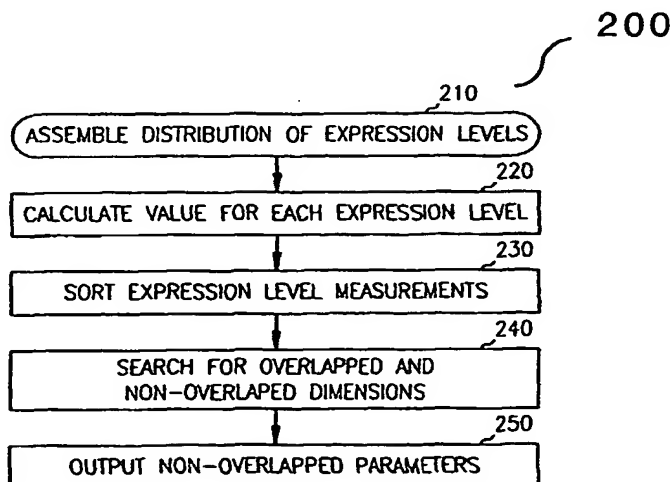 200
210
ASSEMBLE DISTRIBUTION OF EXPRESSION LEVELS
220
CALCULATE VALUE FOR EACH EXPRESSION LEVEL
230
SORT EXPRESSION LEVEL MEASUREMENTS
240
SEARCH FOR OVERLAPPED AND
NON-OVERLAPED DIMENSIONS
250
OUTPUT NON-OVERLAPPED PARAMETERS